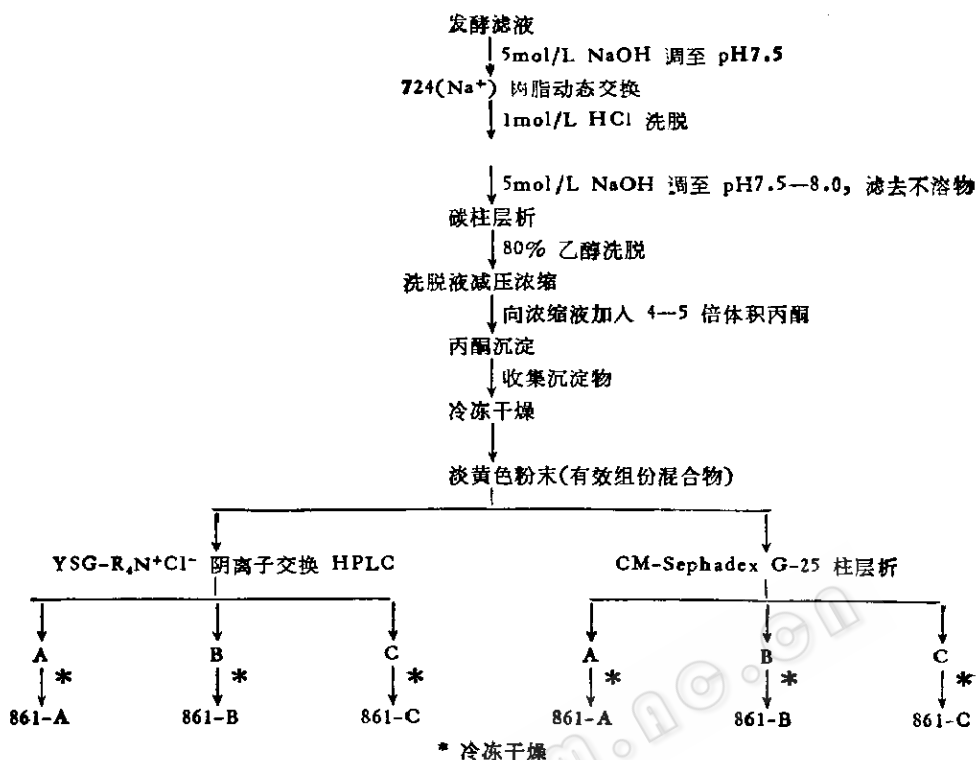 发酵滤液
5mol/L NaOH 调至 pH7.5
724(Na⁺) 树脂动态交换
1mol/L HCl 洗脱
5mol/L NaOH 调至 pH7.5—8.0, 滤去不溶物
碳柱层析
80% 乙醇洗脱
洗脱液减压浓缩
向浓缩液加入 4—5 倍体积丙酮
丙酮沉淀
收集沉淀物
冷冻干燥
淡黄色粉末(有效组份混合物)
YSG-R₄N⁺Cl⁻ 阴离子交换 HPLC
CM-Sephadex G-25 柱层析
A B C A B C
* * * * * *
861-A 861-B 861-C 861-A 861-B 861-C
* 冷冻干燥